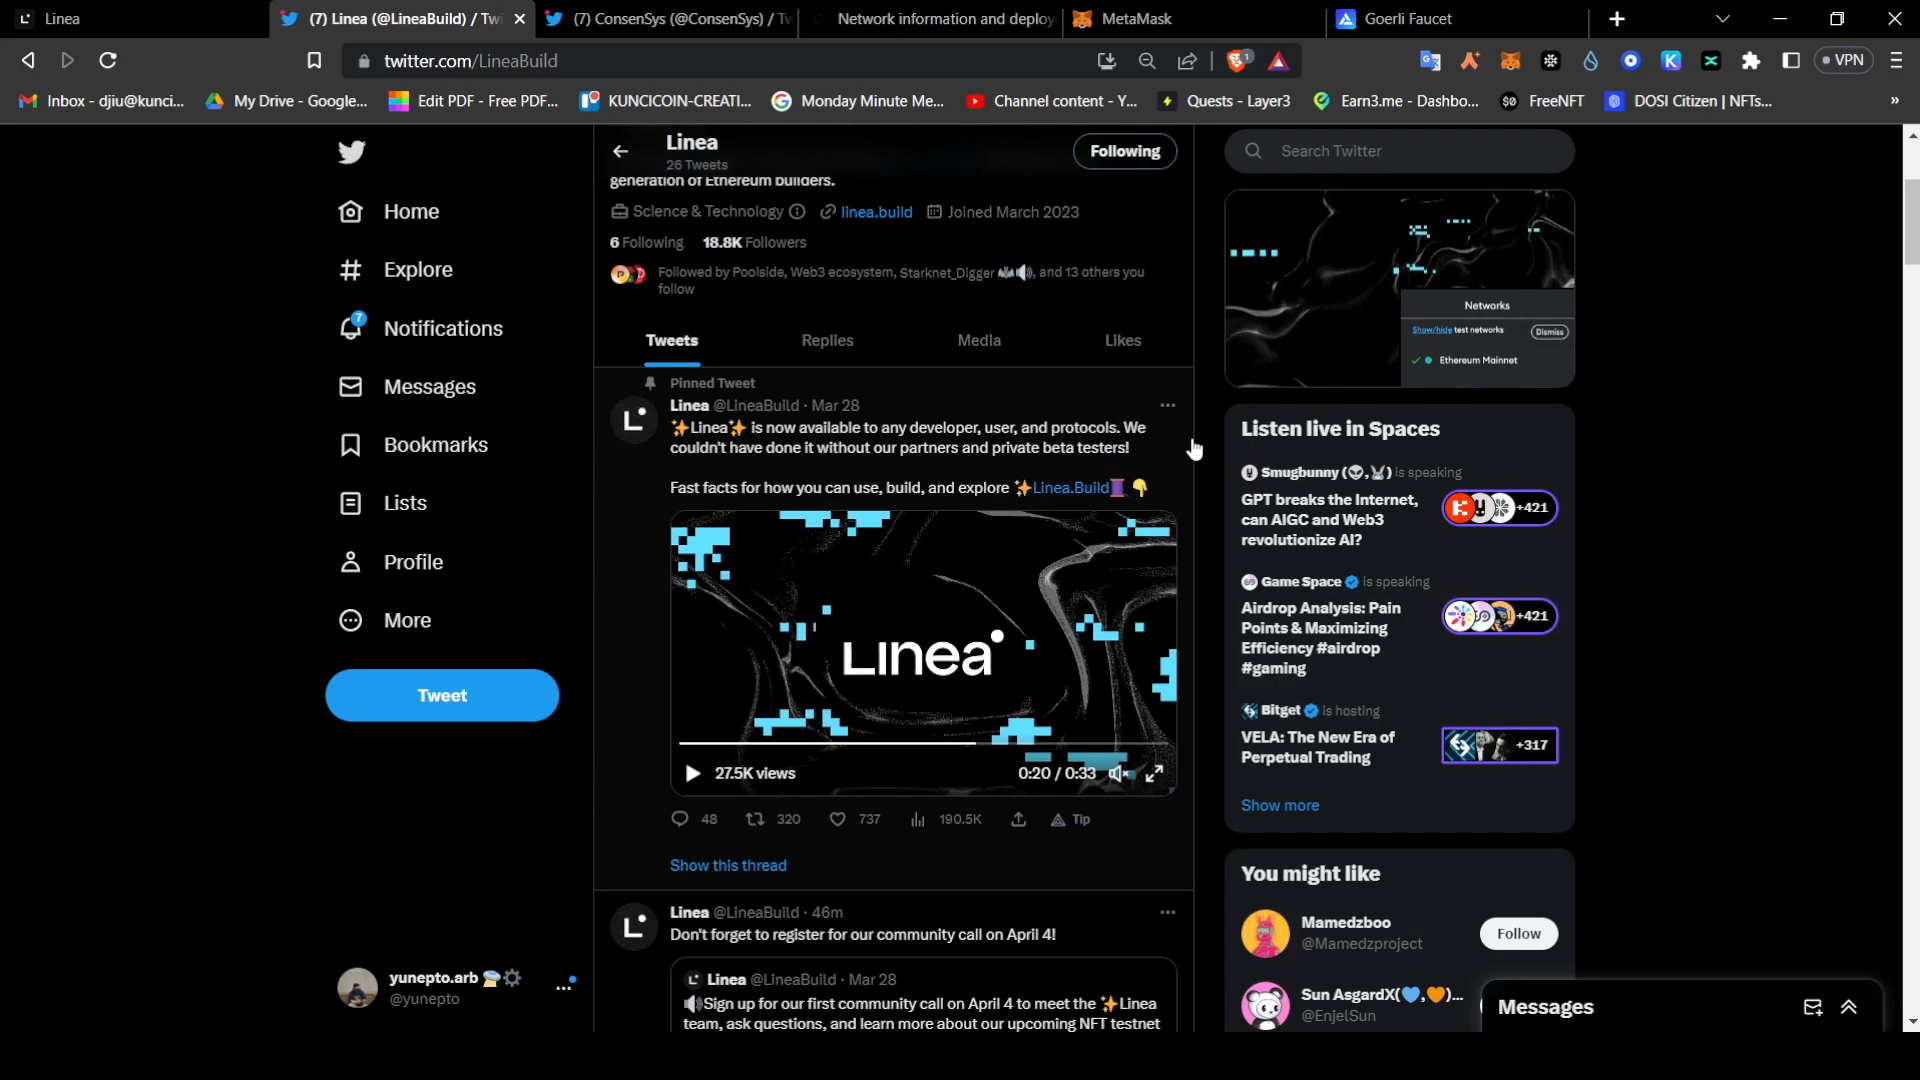 Linea
(7) Linea (@LineaBuild) / Twi
(7) ConsenSys (@ConsenSys) / Tw
Network information and deploy
MetaMask
Goerli Faucet
twitter.com/LineaBuild
1
VPN
Inbox - djiu@kunci...
My Drive - Google...
Edit PDF - Free PDF...
KUNCICOIN-CREATI...
Monday Minute Me...
Channel content - Y...
Quests - Layer3
Earn3.me - Dashbo...
FreeNFT
DOSI Citizen | NFTs...
»
Home
Explore
7
Notifications
Messages
Bookmarks
Lists
Profile
More
Tweet
yunepto.arb
@yunepto
Linea
26 Tweets
Following
generation of Ethereum builders.
Science & Technology
linea.build
Joined March 2023
6 Following 18.8K Followers
Followed by Poolside, Web3 ecosystem, Starknet_Digger 🦇🔊, and 13 others you
follow
Tweets
Replies
Media
Likes
Pinned Tweet
Linea @LineaBuild · Mar 28
✨Linea✨ is now available to any developer, user, and protocols. We
couldn't have done it without our partners and private beta testers!
Fast facts for how you can use, build, and explore ✨Linea.Build🧵👇
Linea
27.5K views
0:20 / 0:33
48
320
737
190.5K
Tip
Show this thread
Linea @LineaBuild · 46m
Don't forget to register for our community call on April 4!
Linea @LineaBuild · Mar 28
🔊Sign up for our first community call on April 4 to meet the ✨Linea
team, ask questions, and learn more about our upcoming NFT testnet
Search Twitter
Networks
Show/hide test networks
Dismiss
Ethereum Mainnet
Listen live in Spaces
Smugbunny (👽,🐰) is speaking
GPT breaks the Internet,
can AIGC and Web3
revolutionize AI?
+421
Game Space is speaking
Airdrop Analysis: Pain
Points & Maximizing
Efficiency #airdrop
#gaming
+421
Bitget is hosting
VELA: The New Era of
Perpetual Trading
+317
Show more
You might like
Mamedzboo
@Mamedzproject
Follow
Sun AsgardX(💙,🧡)...
@EnjelSun
Messages